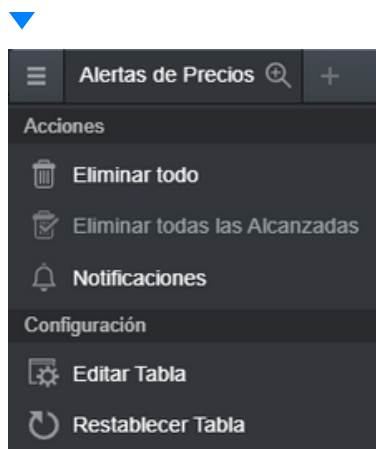 Alertas de Precios
Acciones
Eliminar todo
Eliminar todas las Alcanzadas
Notificaciones
Configuración
Editar Tabla
Restablecer Tabla